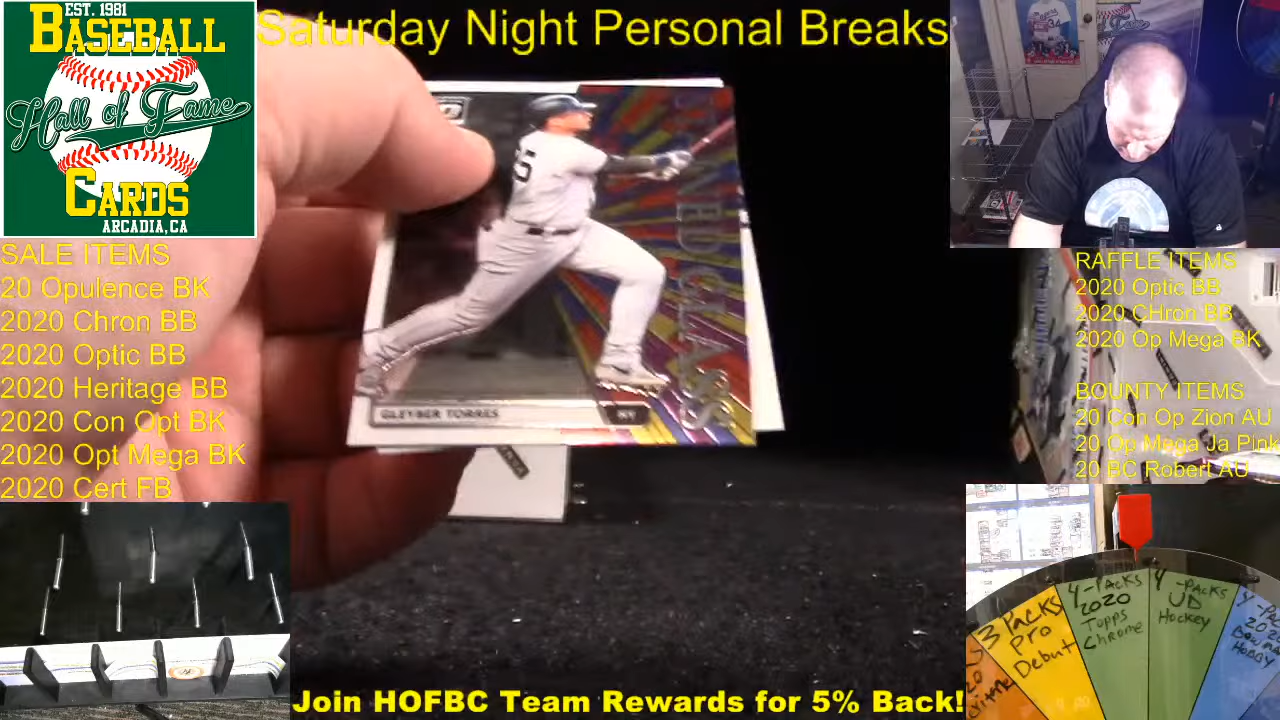 EST. 1981
BASEBALL
Hall of Fame
CARDS
ARCADIA, CA
Saturday Night Personal Breaks
SALE ITEMS
20 Opulence BK
2020 Chron BB
2020 Optic BB
2020 Heritage BB
2020 Con Opt BK
2020 Opt Mega BK
2020 Cert FB
GLEYBER TORRES
NY
34
RAFFLE ITEMS
2020 Optic BB
2020 CHron BB
2020 Op Mega BK
BOUNTY ITEMS
20 Con Op Zion AU
20 Op Mega Ja Pink
20 BC Robert AU
3 PACKS
PRO
Debut
4-PACKS
2020
Topps
CHROME
4-PACKS
UD
Hockey
Join HOFBC Team Rewards for 5% Back!